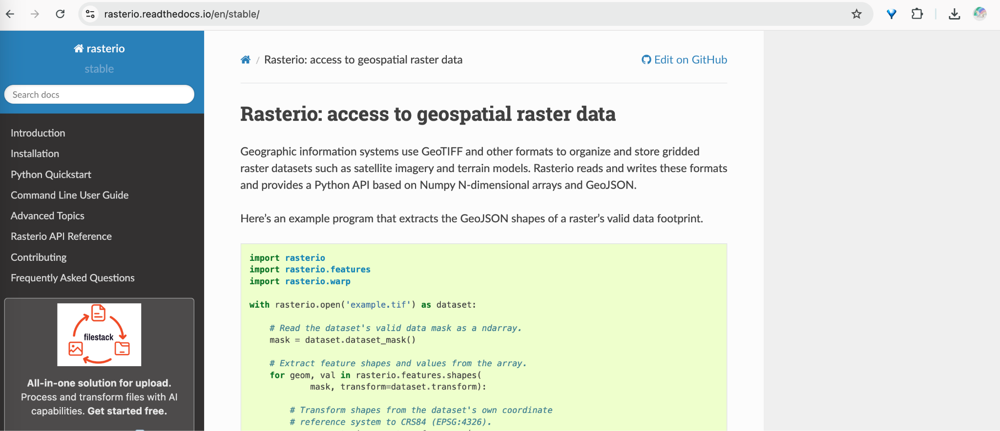 rasterio.readthedocs.io/en/stable/
rasterio
stable
Search docs
Introduction
Installation
Python Quickstart
Command Line User Guide
Advanced Topics
Rasterio API Reference
Contributing
Frequently Asked Questions
filestack
All-in-one solution for upload.
Process and transform files with AI
capabilities. Get started free.
/ Rasterio: access to geospatial raster data
Edit on GitHub
Rasterio: access to geospatial raster data
Geographic information systems use GeoTIFF and other formats to organize and store gridded
raster datasets such as satellite imagery and terrain models. Rasterio reads and writes these formats
and provides a Python API based on Numpy N-dimensional arrays and GeoJSON.
Here’s an example program that extracts the GeoJSON shapes of a raster’s valid data footprint.
import rasterio
import rasterio.features
import rasterio.warp
with rasterio.open('example.tif') as dataset:
# Read the dataset's valid data mask as a ndarray.
mask = dataset.dataset_mask()
# Extract feature shapes and values from the array.
for geom, val in rasterio.features.shapes(
mask, transform=dataset.transform):
# Transform shapes from the dataset's own coordinate
# reference system to CRS84 (EPSG:4326).